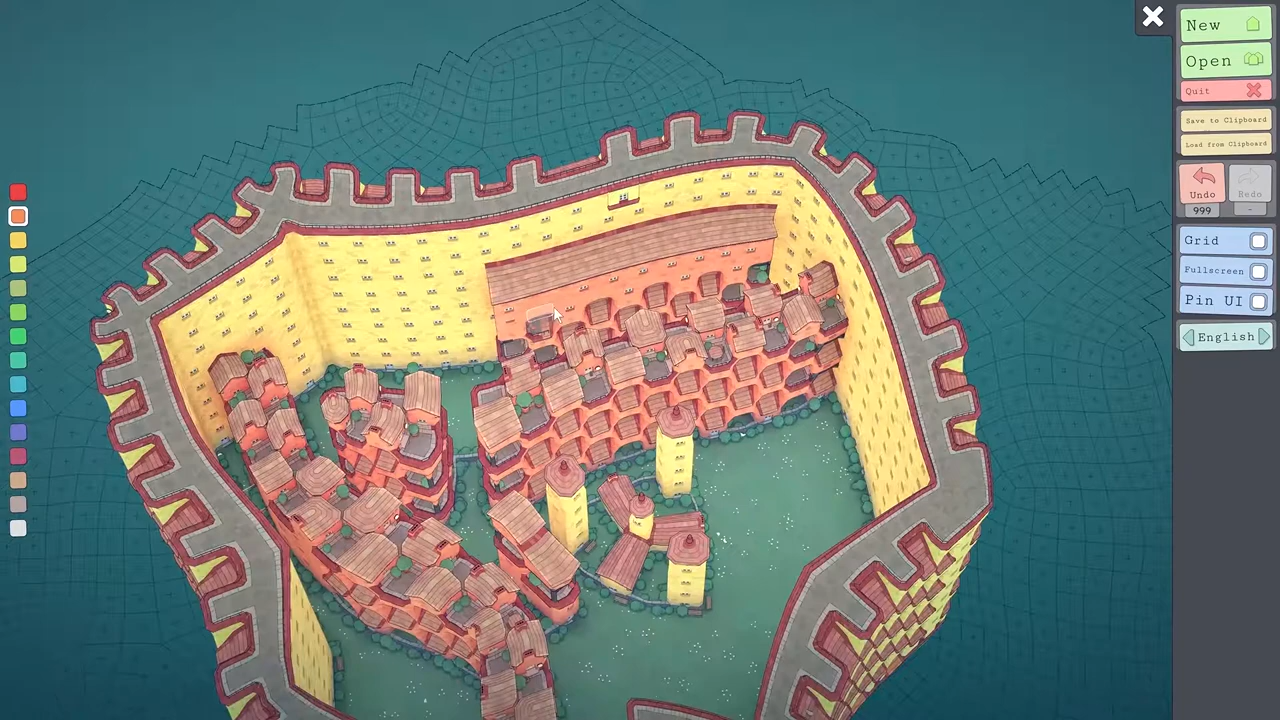 New
Open
Quit
Save to Clipboard
Load from Clipboard
Undo
Redo
999
-
Grid
Fullscreen
Pin UI
English